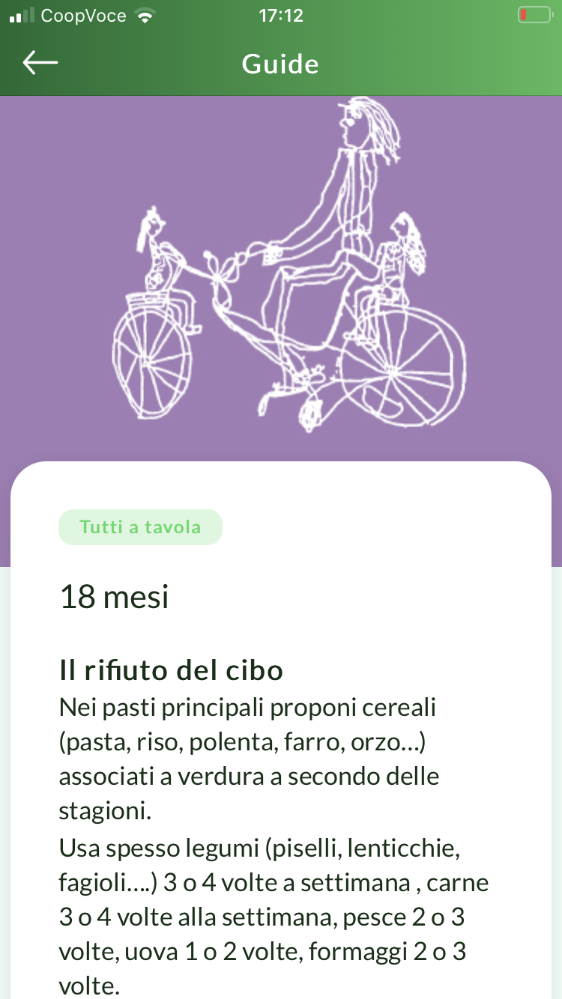 CoopVoce
17:12
Guide
Tutti a tavola
18 mesi
Il rifiuto del cibo
Nei pasti principali proponi cereali
(pasta, riso, polenta, farro, orzo...)
associati a verdura a secondo delle
stagioni.
Usa spesso legumi (piselli, lenticchie,
fagioli....) 3 o 4 volte a settimana , carne
3 o 4 volte alla settimana, pesce 2 o 3
volte, uova 1 o 2 volte, formaggi 2 o 3
volte.